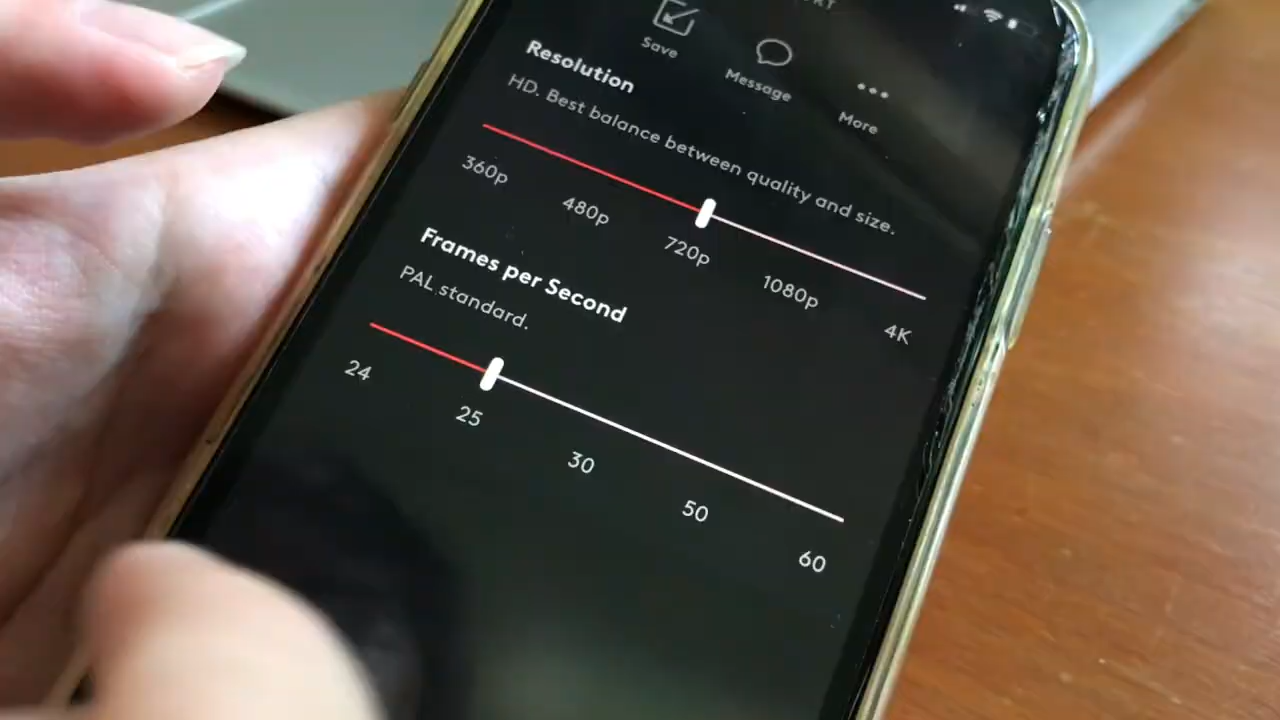 Save
Message
More
Resolution
HD. Best balance between quality and size.
360p
480p
720p
1080p
4K
Frames per Second
PAL standard.
24
25
30
50
60